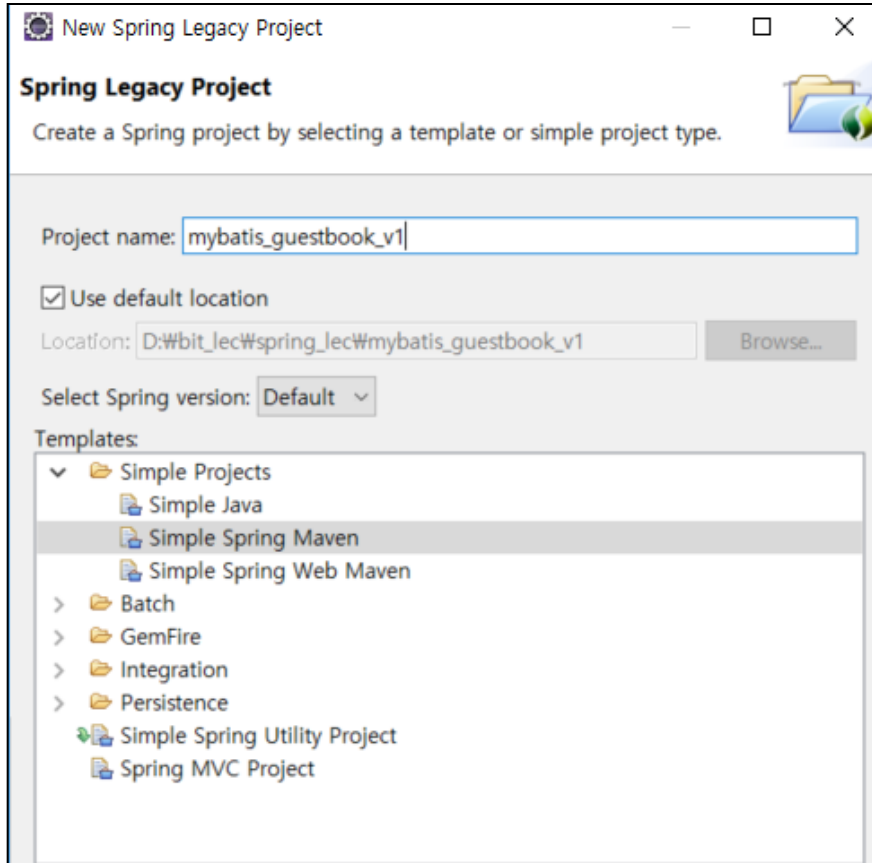 New Spring Legacy Project
Spring Legacy Project
Create a Spring project by selecting a template or simple project type.
Project name: mybatis_guestbook_v1
Use default location
Location: D:₩bit_lec₩spring_lec₩mybatis_guestbook_v1 Browse...
Select Spring version: Default
Templates:
Simple Projects
Simple Java
Simple Spring Maven
Simple Spring Web Maven
Batch
GemFire
Integration
Persistence
Simple Spring Utility Project
Spring MVC Project